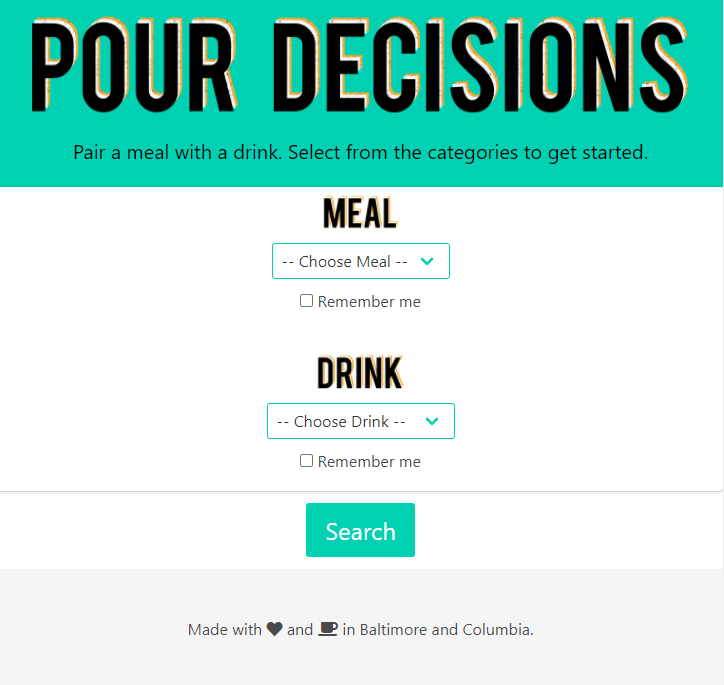 POUR DECISIONS
Pair a meal with a drink. Select from the categories to get started.
MEAL
-- Choose Meal --
Remember me
DRINK
-- Choose Drink --
Remember me
Search
Made with and in Baltimore and Columbia.